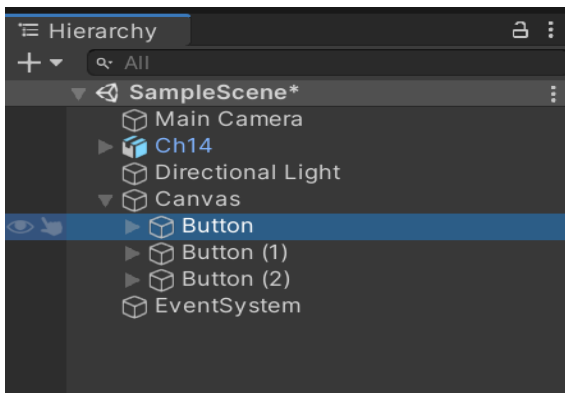 Hierarchy
All
SampleScene*
Main Camera
Ch14
Directional Light
Canvas
Button
Button (1)
Button (2)
EventSystem